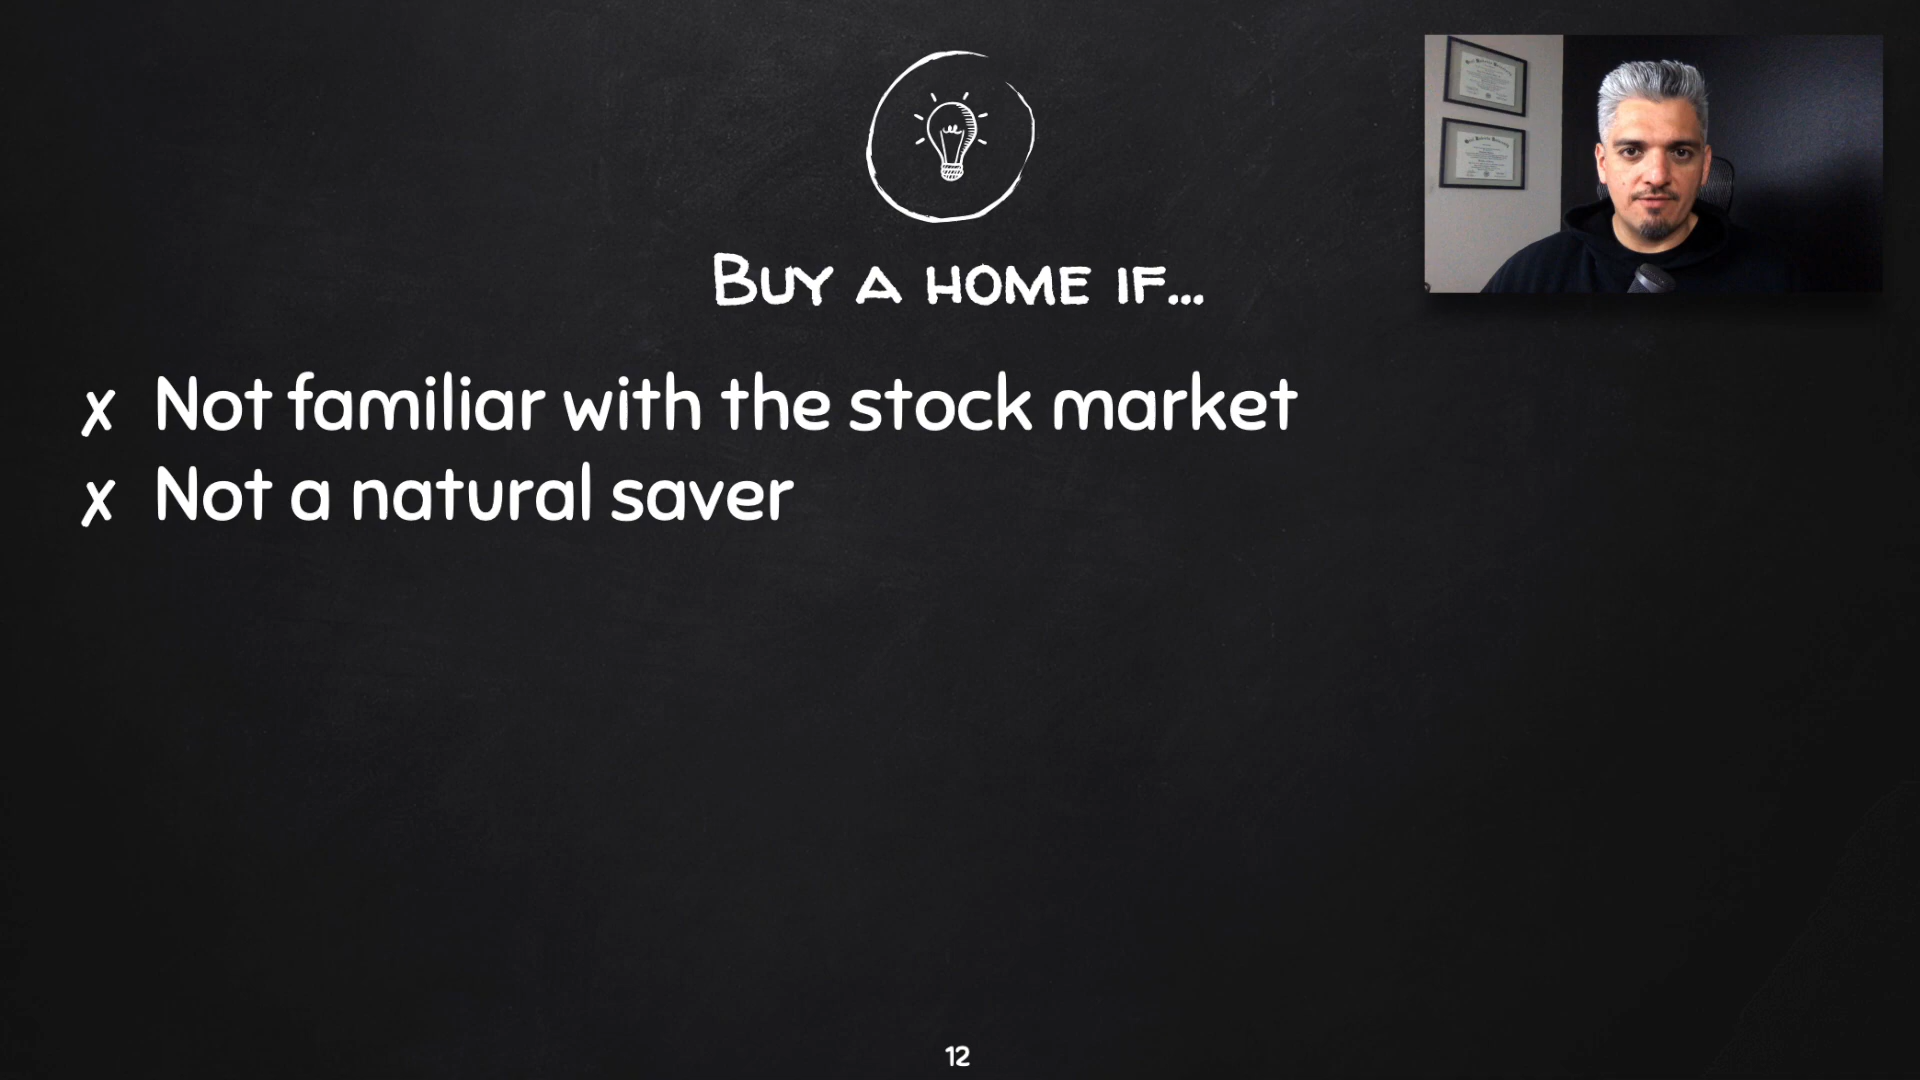 Buy a home if...
x Not familiar with the stock market
x Not a natural saver
12